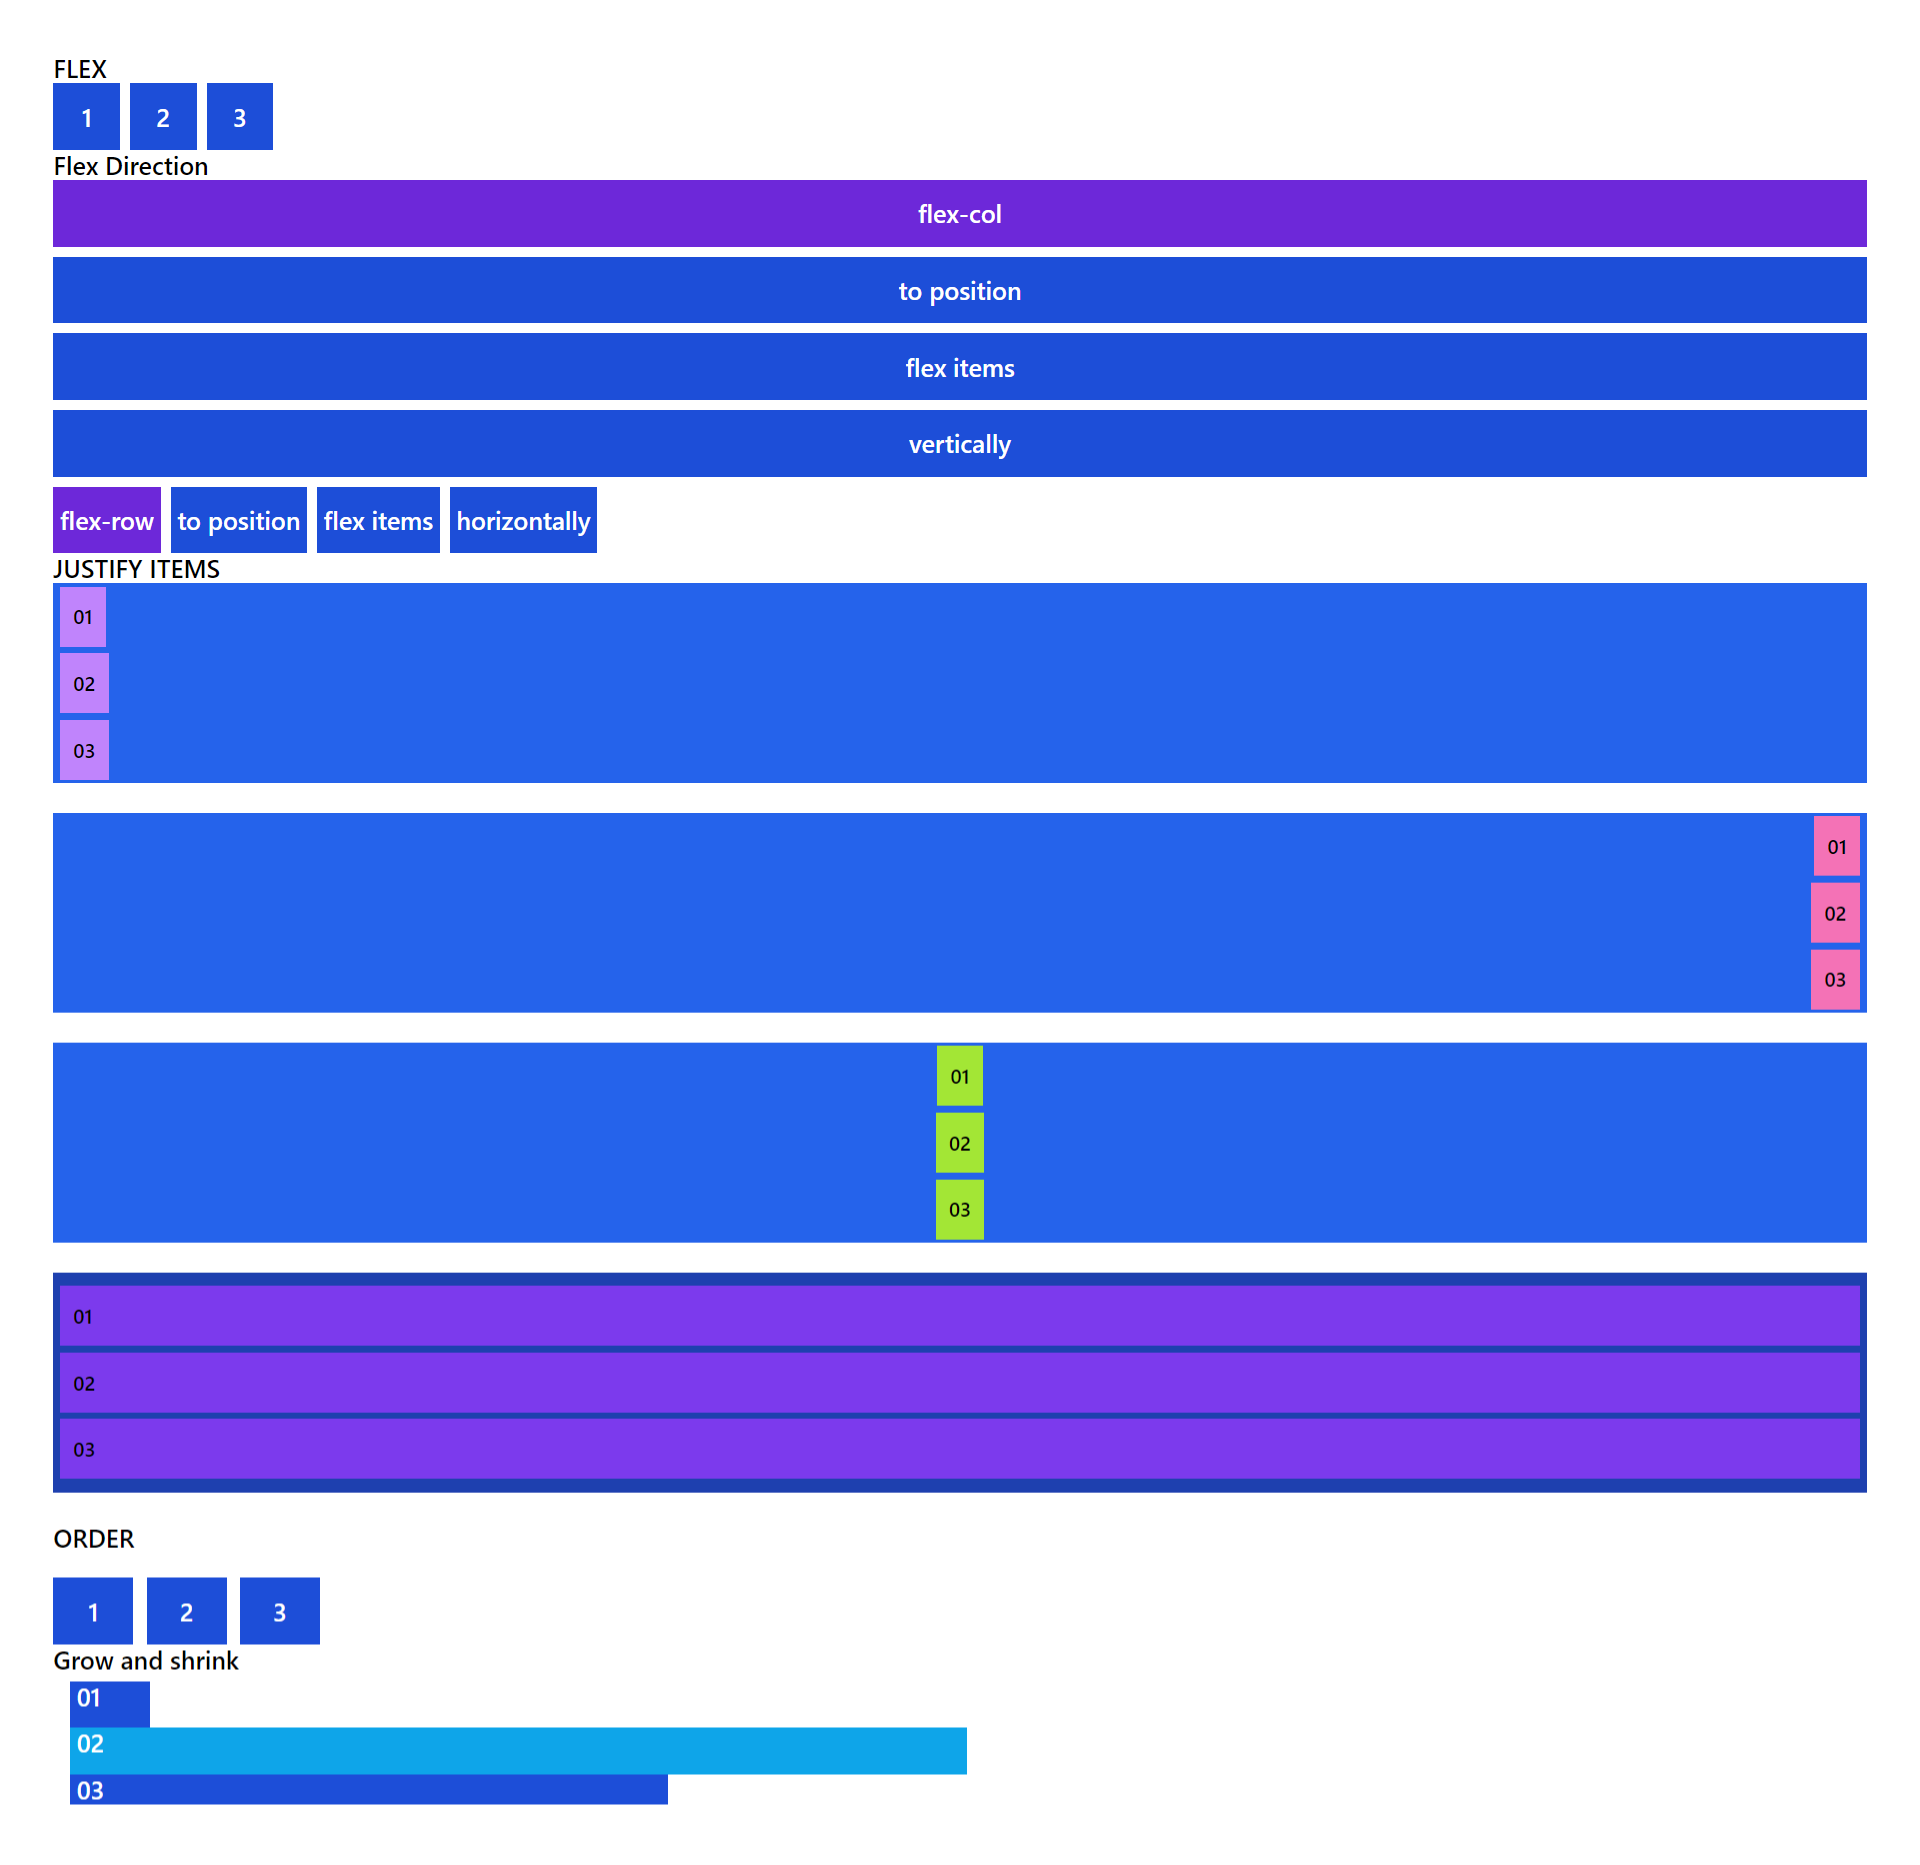 FLEX
1 2 3
Flex Direction
flex-col
to position
flex items
vertically
flex-row to position flex items horizontally
JUSTIFY ITEMS
01
02
03
01
02
03
01
02
03
01
02
03
ORDER
1 2 3
Grow and shrink
01
02
03